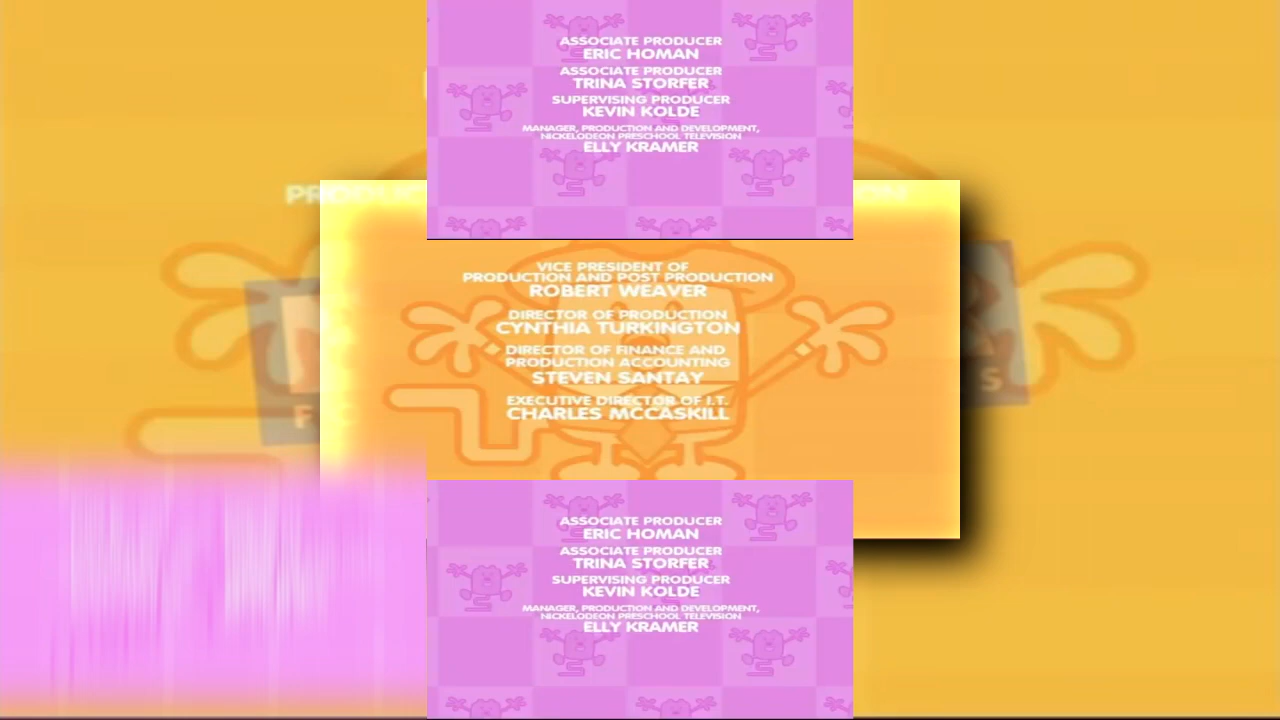 ASSOCIATE PRODUCER
ERIC HOMAN
ASSOCIATE PRODUCER
TRINA STORFER
SUPERVISING PRODUCER
KEVIN KOLDE
MANAGER, PRODUCTION AND DEVELOPMENT,
NICKELODEON PRESCHOOL TELEVISION
ELLY KRAMER
VICE PRESIDENT OF
PRODUCTION AND POST PRODUCTION
ROBERT WEAVER
DIRECTOR OF PRODUCTION
CYNTHIA TURKINGTON
DIRECTOR OF FINANCE AND
PRODUCTION ACCOUNTING
STEVEN SANTAY
EXECUTIVE DIRECTOR OF I.T.
CHARLES MCCASKILL
ASSOCIATE PRODUCER
ERIC HOMAN
ASSOCIATE PRODUCER
TRINA STORFER
SUPERVISING PRODUCER
KEVIN KOLDE
MANAGER, PRODUCTION AND DEVELOPMENT,
NICKELODEON PRESCHOOL TELEVISION
ELLY KRAMER